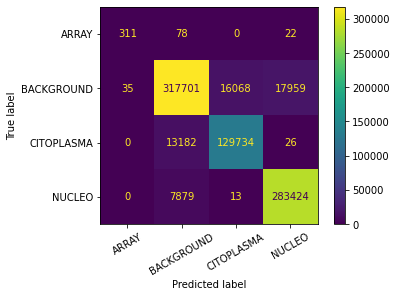 ARRAY 311 78 0 22
BACKGROUND 35 317701 16068 17959
CITOPLASMA 0 13182 129734 26
NUCLEO 0 7879 13 283424
True label
ARRAY BACKGROUND CITOPLASMA NUCLEO
Predicted label
300000
250000
200000
150000
100000
50000
0